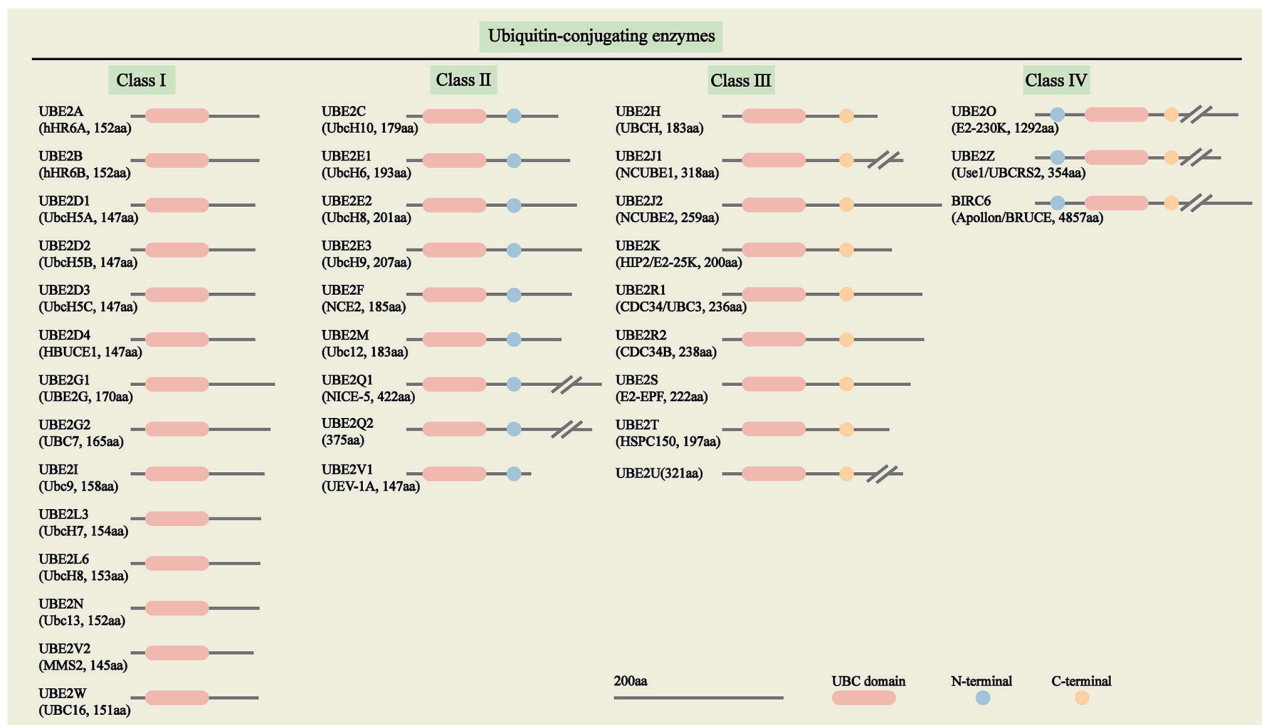 Ubiquitin-conjugating enzymes
Class I
UBE2A
(hHR6A, 152aa)
UBE2B
(hHR6B, 152aa)
UBE2D1
(UbcH5A, 147aa)
UBE2D2
(UbcH5B, 147aa)
UBE2D3
(UbcH5C, 147aa)
UBE2D4
(HBUCE1, 147aa)
UBE2G1
(UBE2G, 170aa)
UBE2G2
(UBC7, 165aa)
UBE2I
(Ubc9, 158aa)
UBE2L3
(UbcH7, 154aa)
UBE2L6
(UbcH8, 153aa)
UBE2N
(Ubc13, 152aa)
UBE2V2
(MMS2, 145aa)
UBE2W
(UBC16, 151aa)
Class II
UBE2C
(UbcH10, 179aa)
UBE2E1
(UbcH6, 193aa)
UBE2E2
(UbcH8, 201aa)
UBE2E3
(UbcH9, 207aa)
UBE2F
(NCE2, 185aa)
UBE2M
(Ubc12, 183aa)
UBE2Q1
(NICE-5, 422aa)
UBE2Q2
(375aa)
UBE2V1
(UEV-1A, 147aa)
Class III
UBE2H
(UBCH, 183aa)
UBE2J1
(NCUBE1, 318aa)
UBE2J2
(NCUBE2, 259aa)
UBE2K
(HIP2/E2-25K, 200aa)
UBE2R1
(CDC34/UBC3, 236aa)
UBE2R2
(CDC34B, 238aa)
UBE2S
(E2-EPF, 222aa)
UBE2T
(HSPC150, 197aa)
UBE2U(321aa)
Class IV
UBE2O
(E2-230K, 1292aa)
UBE2Z
(Use1/UBCRS2, 354aa)
BIRC6
(Apollon/BRUCE, 4857aa)
200aa
UBC domain
N-terminal
C-terminal